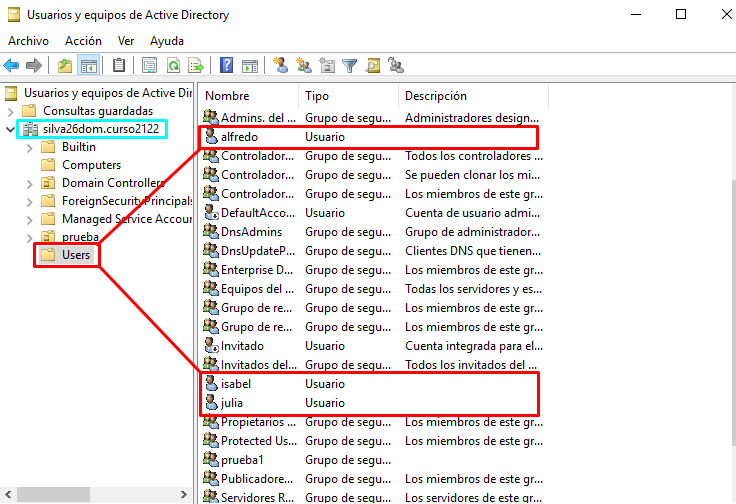 Usuarios y equipos de Active Directory
Archivo Acción Ver Ayuda
Usuarios y equipos de Active Direc
Consultas guardadas
silva26dom.curso2122
Builtin
Computers
Domain Controllers
ForeignSecurityPrincipals
Managed Service Accoun
prueba
Users
Nombre Tipo Descripción
Admins. del ... Grupo de segu... Administradores design...
alfredo Usuario
Controlador... Grupo de segu... Todos los controladores ...
Controlador... Grupo de segu... Se pueden clonar los mi...
Controlador... Grupo de segu... Los miembros de este gr...
DefaultAcco... Usuario Cuenta de usuario admi...
DnsAdmins Grupo de segu... Grupo de administrador...
DnsUpdateP... Grupo de segu... Clientes DNS que tienen...
Enterprise D... Grupo de segu... Los miembros de este gr...
Equipos del ... Grupo de segu... Todas los servidores y es...
Grupo de re... Grupo de segu... Los miembros de este gr...
Grupo de re... Grupo de segu... Los miembros de este gr...
Invitado Usuario Cuenta integrada para el...
Invitados del... Grupo de segu... Todos los invitados del ...
isabel Usuario
julia Usuario
Propietarios ... Grupo de segu... Los miembros de este gr...
Protected Us... Grupo de segu... Los miembros de este gr...
prueba1 Grupo de segu...
Publicadore... Grupo de segu... Los miembros de este gr...
Servidores R... Grupo de segu... Los servidores de este gr...